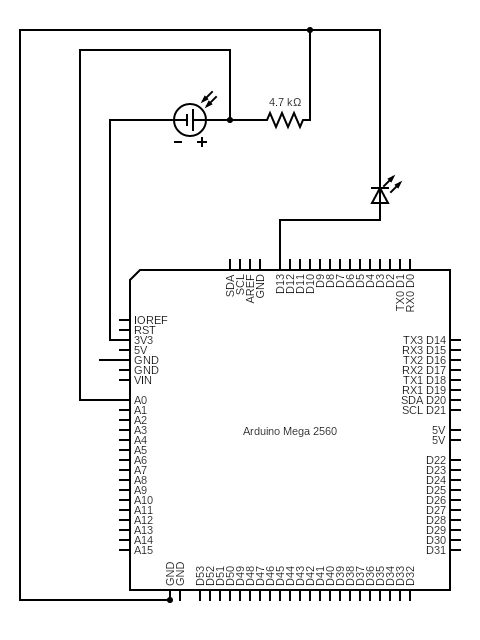 4.7 kΩ
− +
SDA SCL AREF GND D13 D12 D11 D10 D9 D8 D7 D6 D5 D4 D3 D2 TX0 D1 RX0 D0
IOREF
RST
3V3 TX3 D14
5V RX3 D15
GND TX2 D16
GND RX2 D17
VIN TX1 D18
RX1 D19
A0 SDA D20
A1 SCL D21
A2
A3 Arduino Mega 2560 5V
A4 5V
A5
A6 D22
A7 D23
A8 D24
A9 D25
A10 D26
A11 D27
A12 D28
A13 D29
A14 D30
A15 D31
GND GND D53 D52 D51 D50 D49 D48 D47 D46 D45 D44 D43 D42 D41 D40 D39 D38 D37 D36 D35 D34 D33 D32